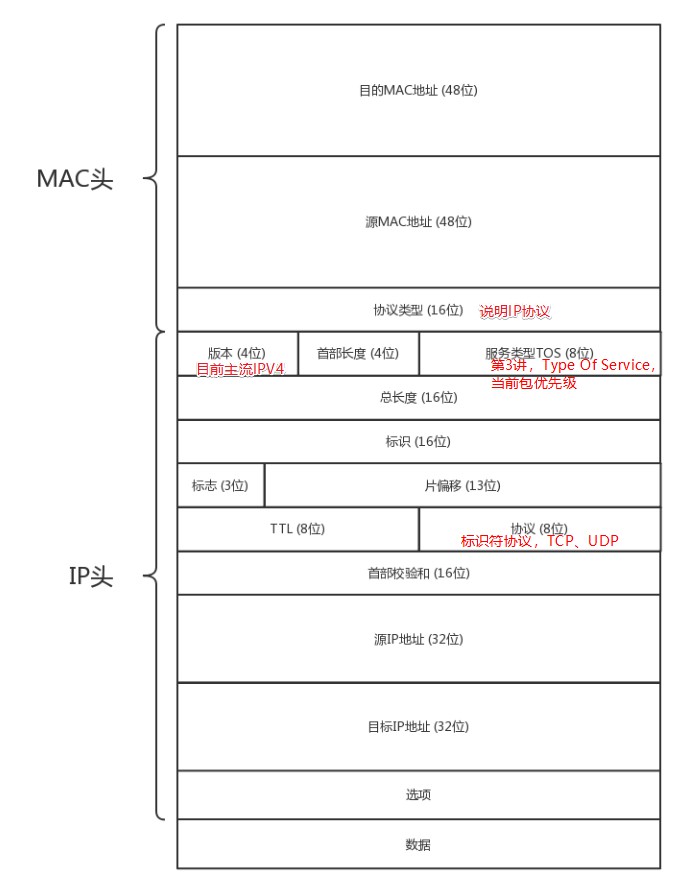 MAC头
目的MAC地址 (48位)
源MAC地址 (48位)
协议类型 (16位) 说明IP协议
版本 (4位)
目前主流IPV4
首部长度 (4位)
服务类型TOS (8位)
第3讲，Type Of Service，
当前包优先级
总长度 (16位)
标识 (16位)
标志 (3位)
片偏移 (13位)
TTL (8位)
协议 (8位)
标识符协议，TCP、UDP
IP头
首部校验和 (16位)
源IP地址 (32位)
目标IP地址 (32位)
选项
数据